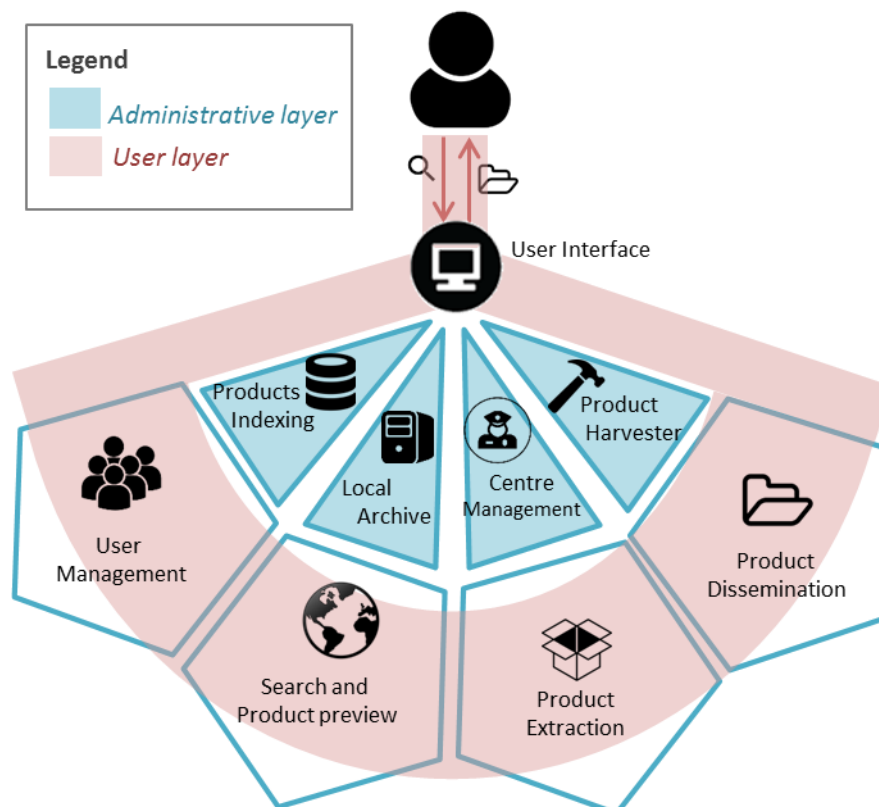 Legend
Administrative layer
User layer
User Interface
Products
Indexing
Local
Archive
Centre
Management
Product
Harvester
User
Management
Search and
Product preview
Product
Extraction
Product
Dissemination